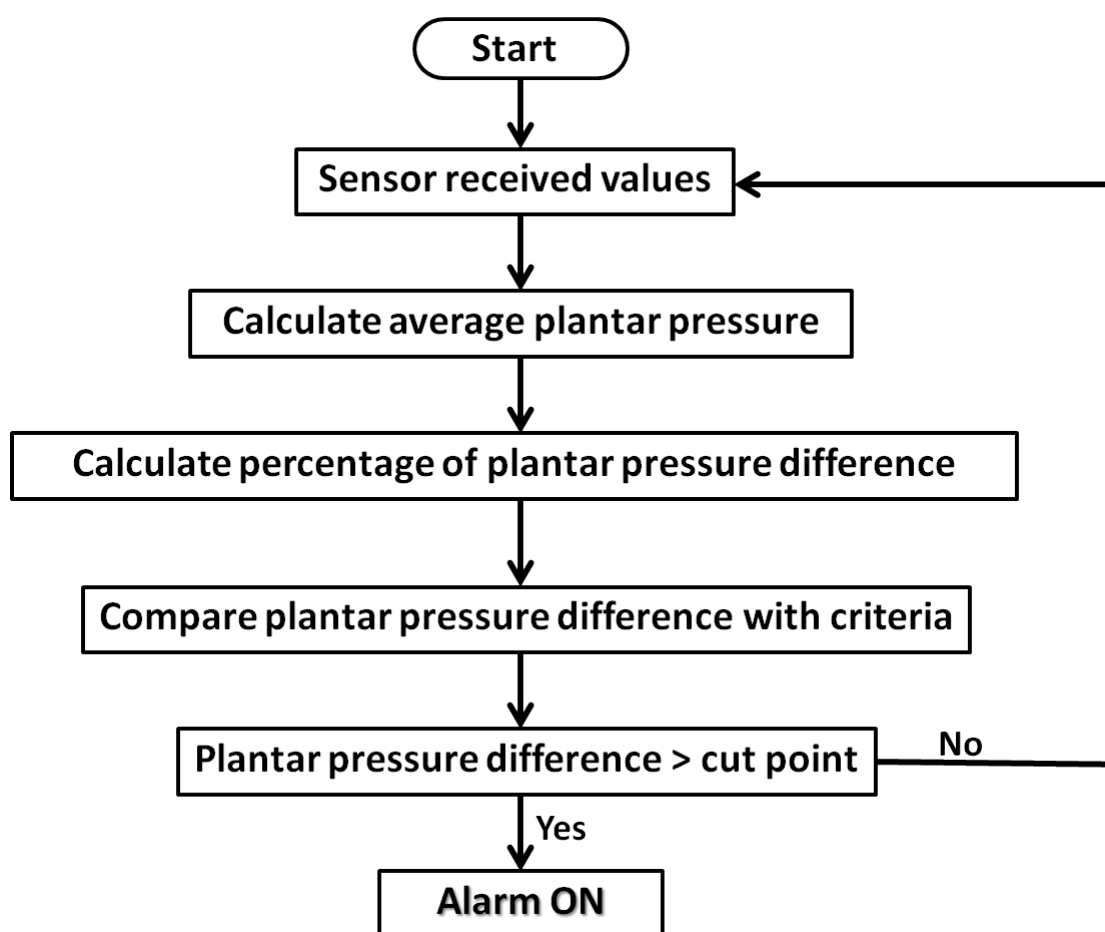 Start
Sensor received values
Calculate average plantar pressure
Calculate percentage of plantar pressure difference
Compare plantar pressure difference with criteria
Plantar pressure difference > cut point
No
Yes
Alarm ON